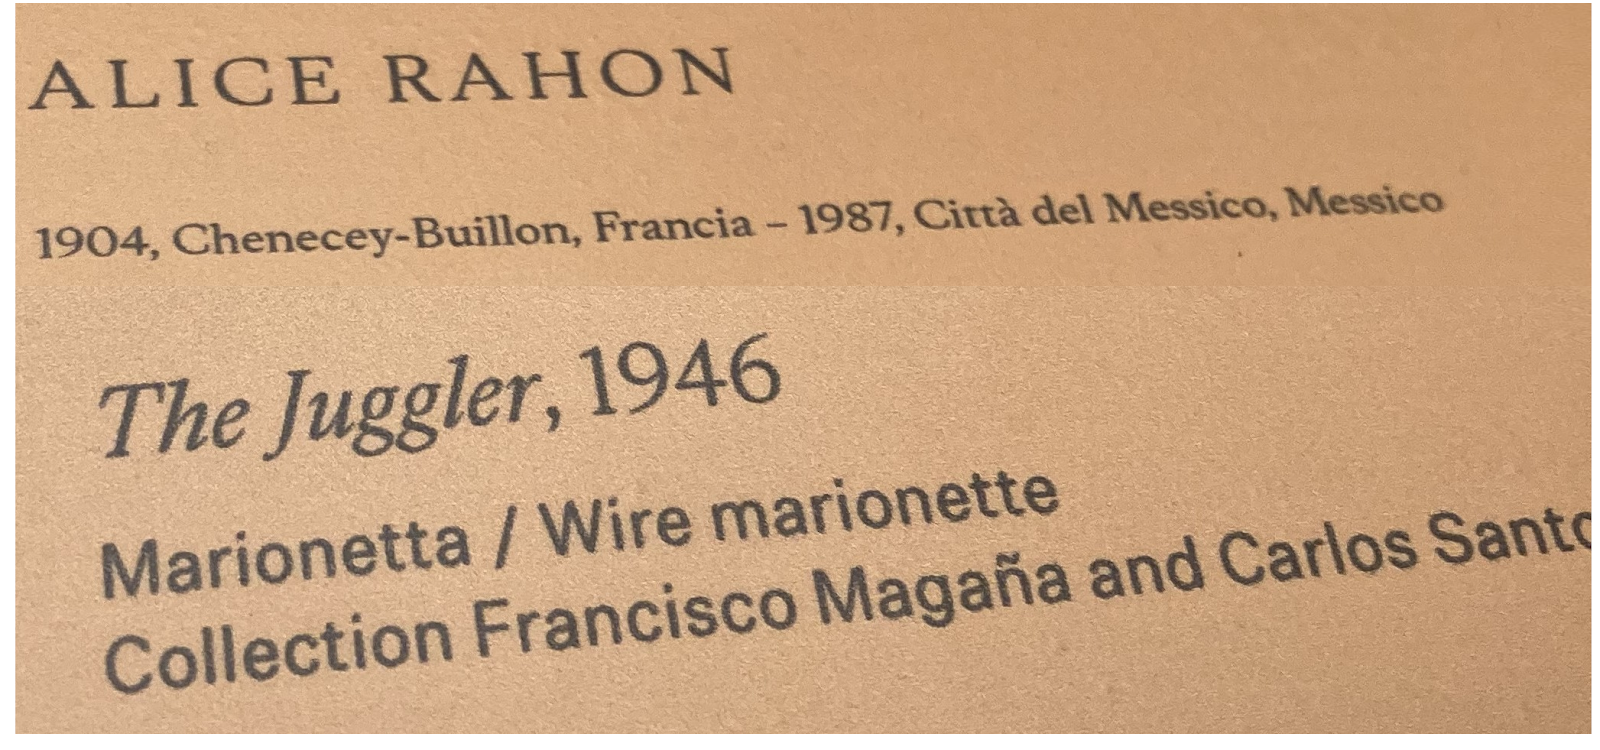 ALICE RAHON
1904, Chenecey-Buillon, Francia – 1987, Città del Messico, Messico
The Juggler, 1946
Marionetta / Wire marionette
Collection Francisco Magaña and Carlos